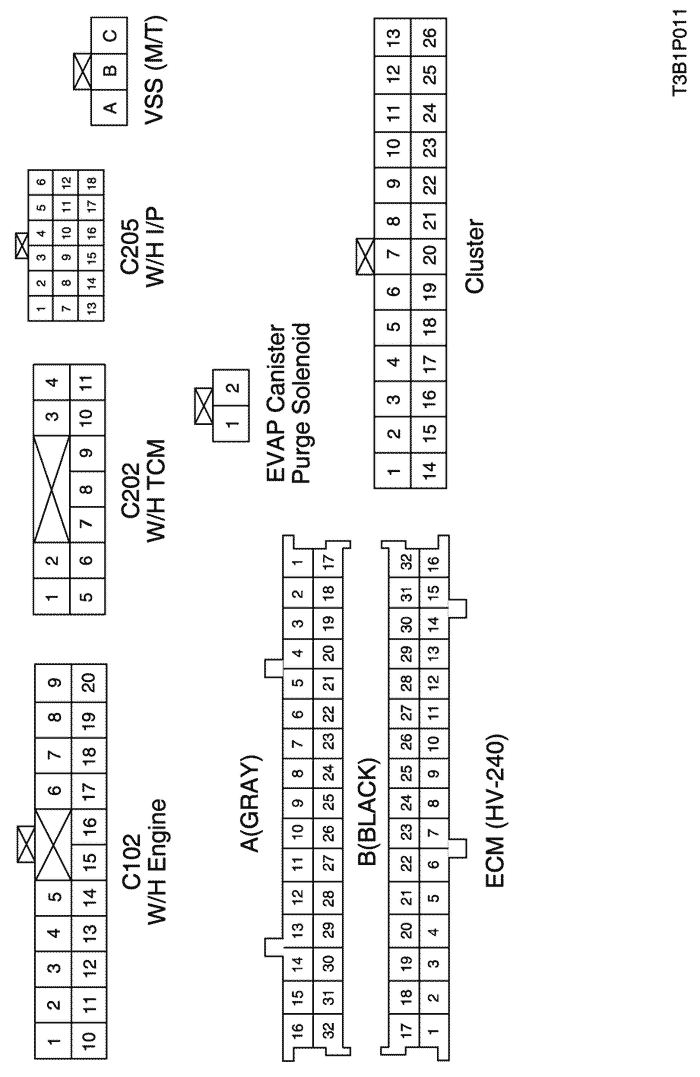 1 2 3 4 5 6 7 8 9
10 11 12 13 14 15 16 17 18 19 20
C102
W/H Engine
1 2 3 4
5 6 7 8 9 10 11
C202
W/H TCM
1 2 3 4 5 6
7 8 9 10 11 12
13 14 15 16 17 18
C205
W/H I/P
A B C
VSS (M/T)
1 2
EVAP Canister
Purge Solenoid
A(GRAY)
16 15 14 13 12 11 10 9 8 7 6 5 4 3 2 1
32 31 30 29 28 27 26 25 24 23 22 21 20 19 18 17
B(BLACK)
17 18 19 20 21 22 23 24 25 26 27 28 29 30 31 32
1 2 3 4 5 6 7 8 9 10 11 12 13 14 15 16
ECM (HV-240)
1 2 3 4 5 6 7 8 9 10 11 12 13
14 15 16 17 18 19 20 21 22 23 24 25 26
Cluster
T3B1P011